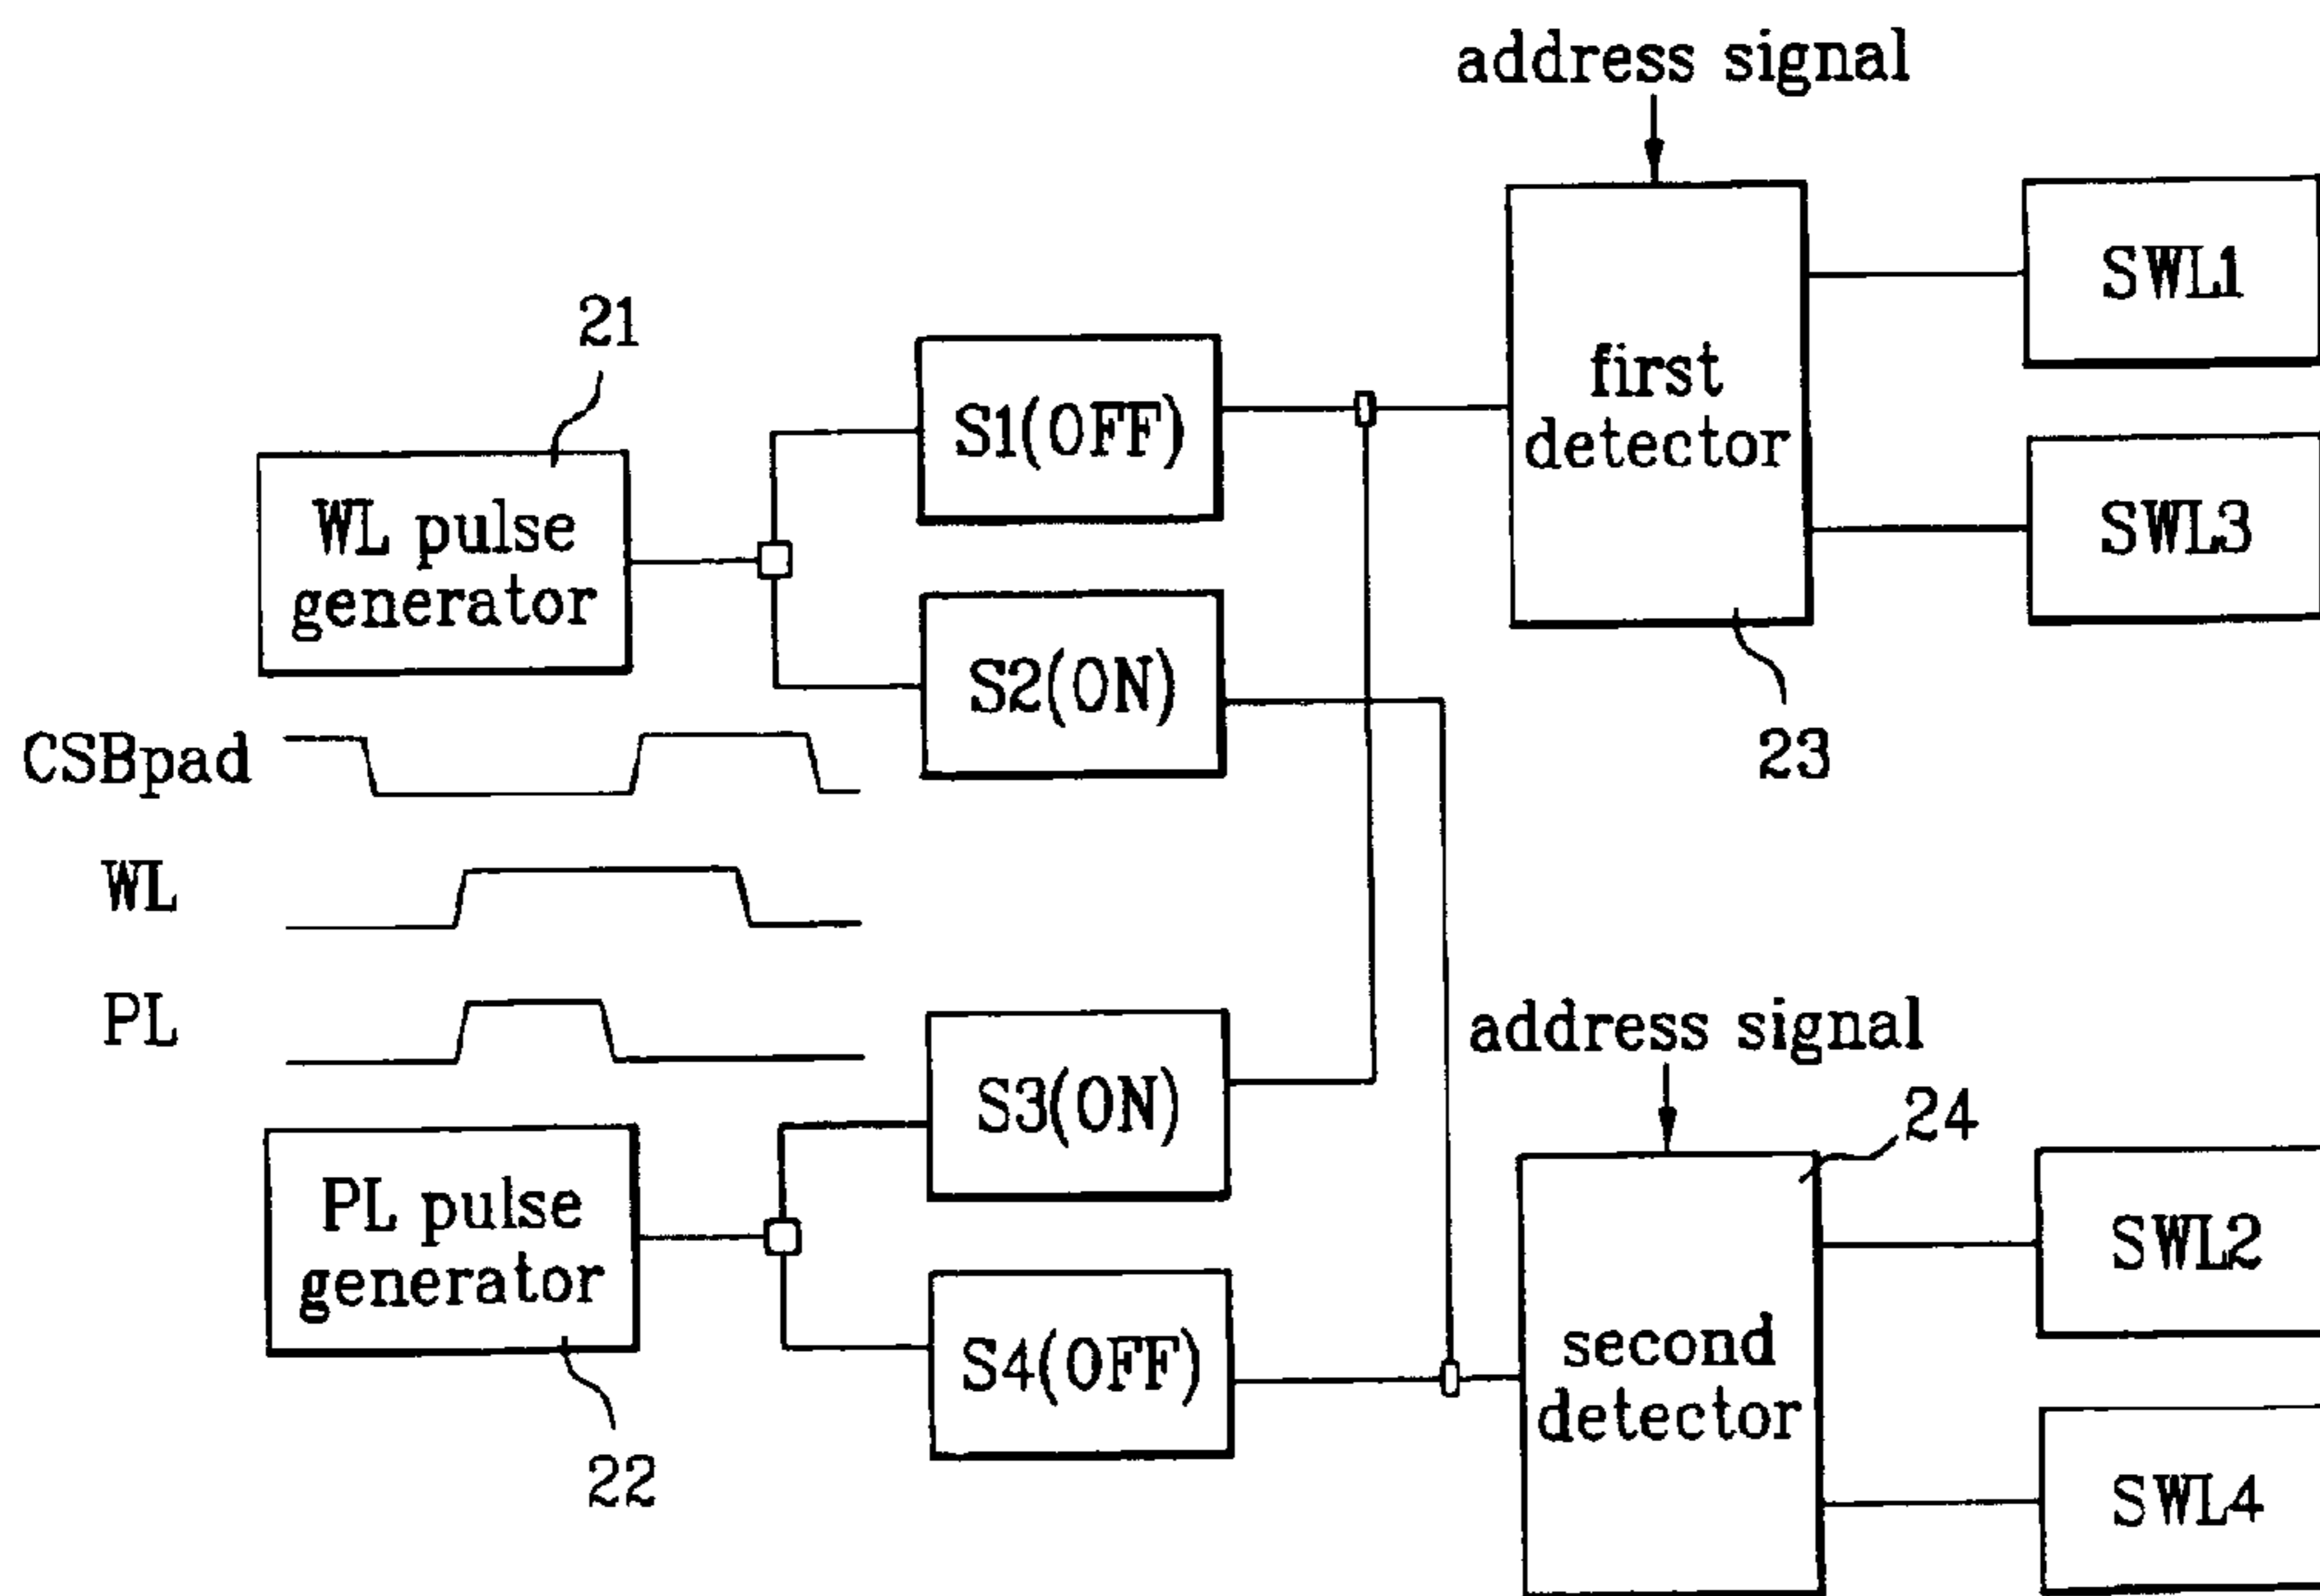 address signal
SWL1
21
first
detector
S1(OFF)
WL pulse
generator
SWL3
S2(ON)
23
CSBpad
WL
PL
address signal
S3(ON)
24
PL pulse
generator
SWL2
second
detector
S4(OFF)
22
SWL4